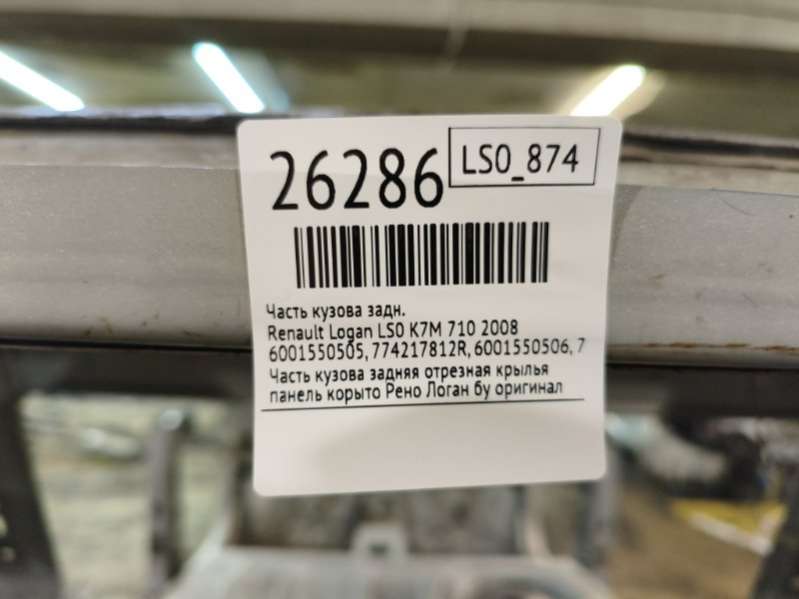 26286
LS0_874
Часть кузова задн.
Renault Logan LS0 K7M 710 2008
6001550505, 774217812R, 6001550506, 7
Часть кузова задняя отрезная крылья
панель корыто Рено Логан бу оригинал